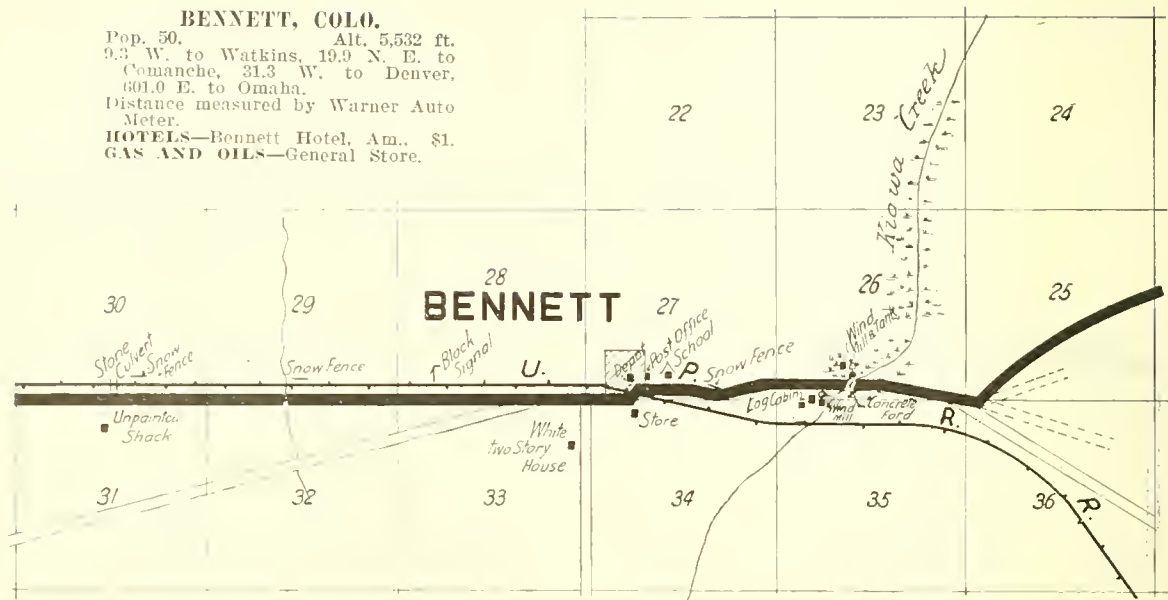 BENNETT, COLO.
Pop. 50. Alt. 5,532 ft.
9.3 W. to Watkins, 19.9 N. E. to
Comanche, 31.3 W. to Denver,
601.0 E. to Omaha.
Distance measured by Warner Auto
Meter.
HOTELS—Bennett Hotel, Am., $1.
GAS AND OILS—General Store.
22
23
24
Kiowa Creek
30
29
28
27
26
25
BENNETT
Stone
Culvert
Snow
Fence
Snow Fence
Block
Signal
U.
Depot
Post Office
School
P.
Snow Fence
Wind
Mill & Tank
Unpainted
Shack
White
two Story
House
Store
Log Cabin
Wind
Mill
Concrete
Ford
R.
R.
31
32
33
34
35
36